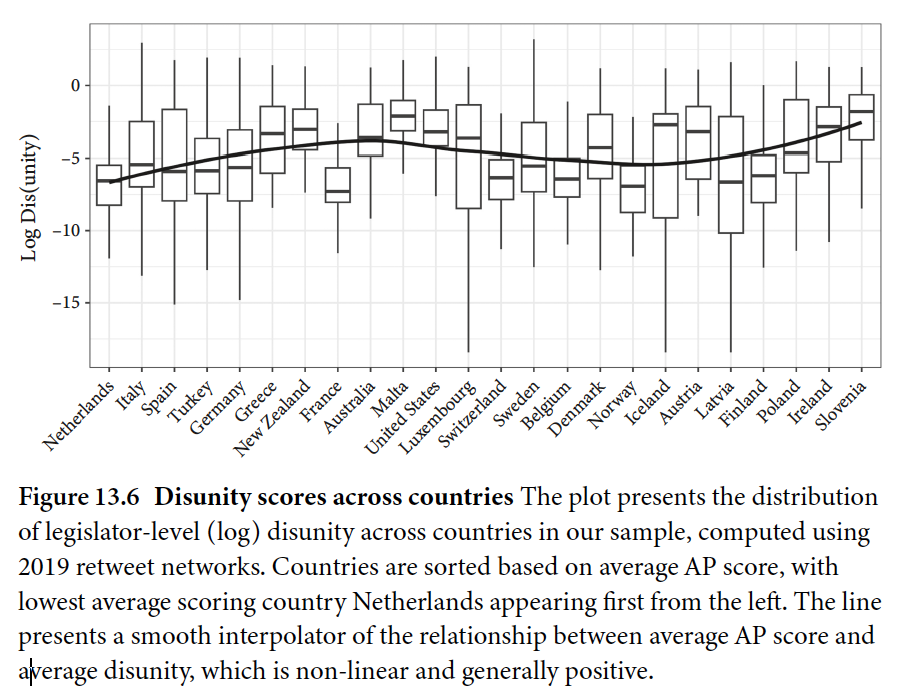 0
−5
−10
−15
Log Dis(unity)
Netherlands
Italy
Spain
Turkey
Germany
Greece
New Zealand
France
Australia
Malta
United States
Luxembourg
Switzerland
Sweden
Belgium
Denmark
Norway
Iceland
Austria
Latvia
Finland
Poland
Ireland
Slovenia
Figure 13.6 Disunity scores across countries The plot presents the distribution
of legislator-level (log) disunity across countries in our sample, computed using
2019 retweet networks. Countries are sorted based on average AP score, with
lowest average scoring country Netherlands appearing first from the left. The line
presents a smooth interpolator of the relationship between average AP score and
average disunity, which is non-linear and generally positive.